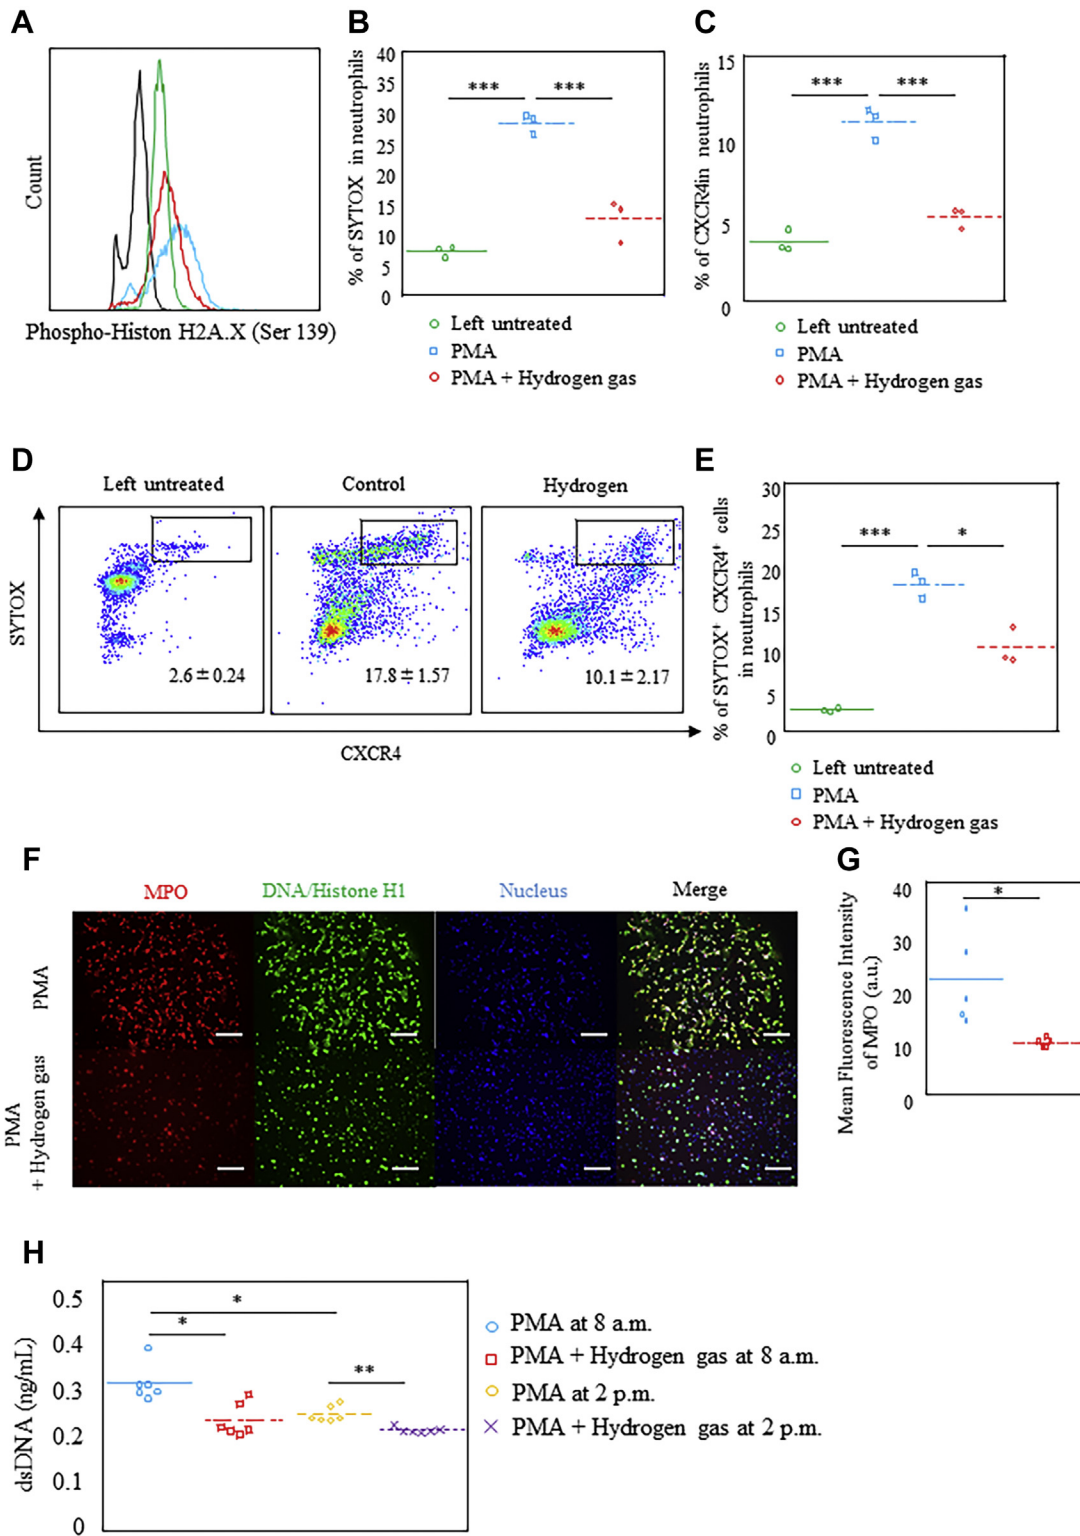 A
Count
Phospho-Histon H2A.X (Ser 139)
B
% of SYTOX in neutrophils
40
35
30
25
20
15
10
5
0
***
***
Left untreated
PMA
PMA + Hydrogen gas
C
% of CXCR4in neutrophils
15
10
5
0
***
***
Left untreated
PMA
PMA + Hydrogen gas
D
Left untreated
Control
Hydrogen
SYTOX
2.6 ± 0.24
17.8 ± 1.57
10.1 ± 2.17
CXCR4
E
% of SYTOX⁺ CXCR4⁺ cells
in neutrophils
30
25
20
15
10
5
0
***
*
Left untreated
PMA
PMA + Hydrogen gas
F
MPO
DNA/Histone H1
Nucleus
Merge
PMA
PMA
+ Hydrogen gas
G
Mean Fluorescence Intensity
of MPO (a.u.)
40
30
20
10
0
*
H
dsDNA (ng/mL)
0.5
0.4
0.3
0.2
0.1
0
*
*
**
PMA at 8 a.m.
PMA + Hydrogen gas at 8 a.m.
PMA at 2 p.m.
PMA + Hydrogen gas at 2 p.m.